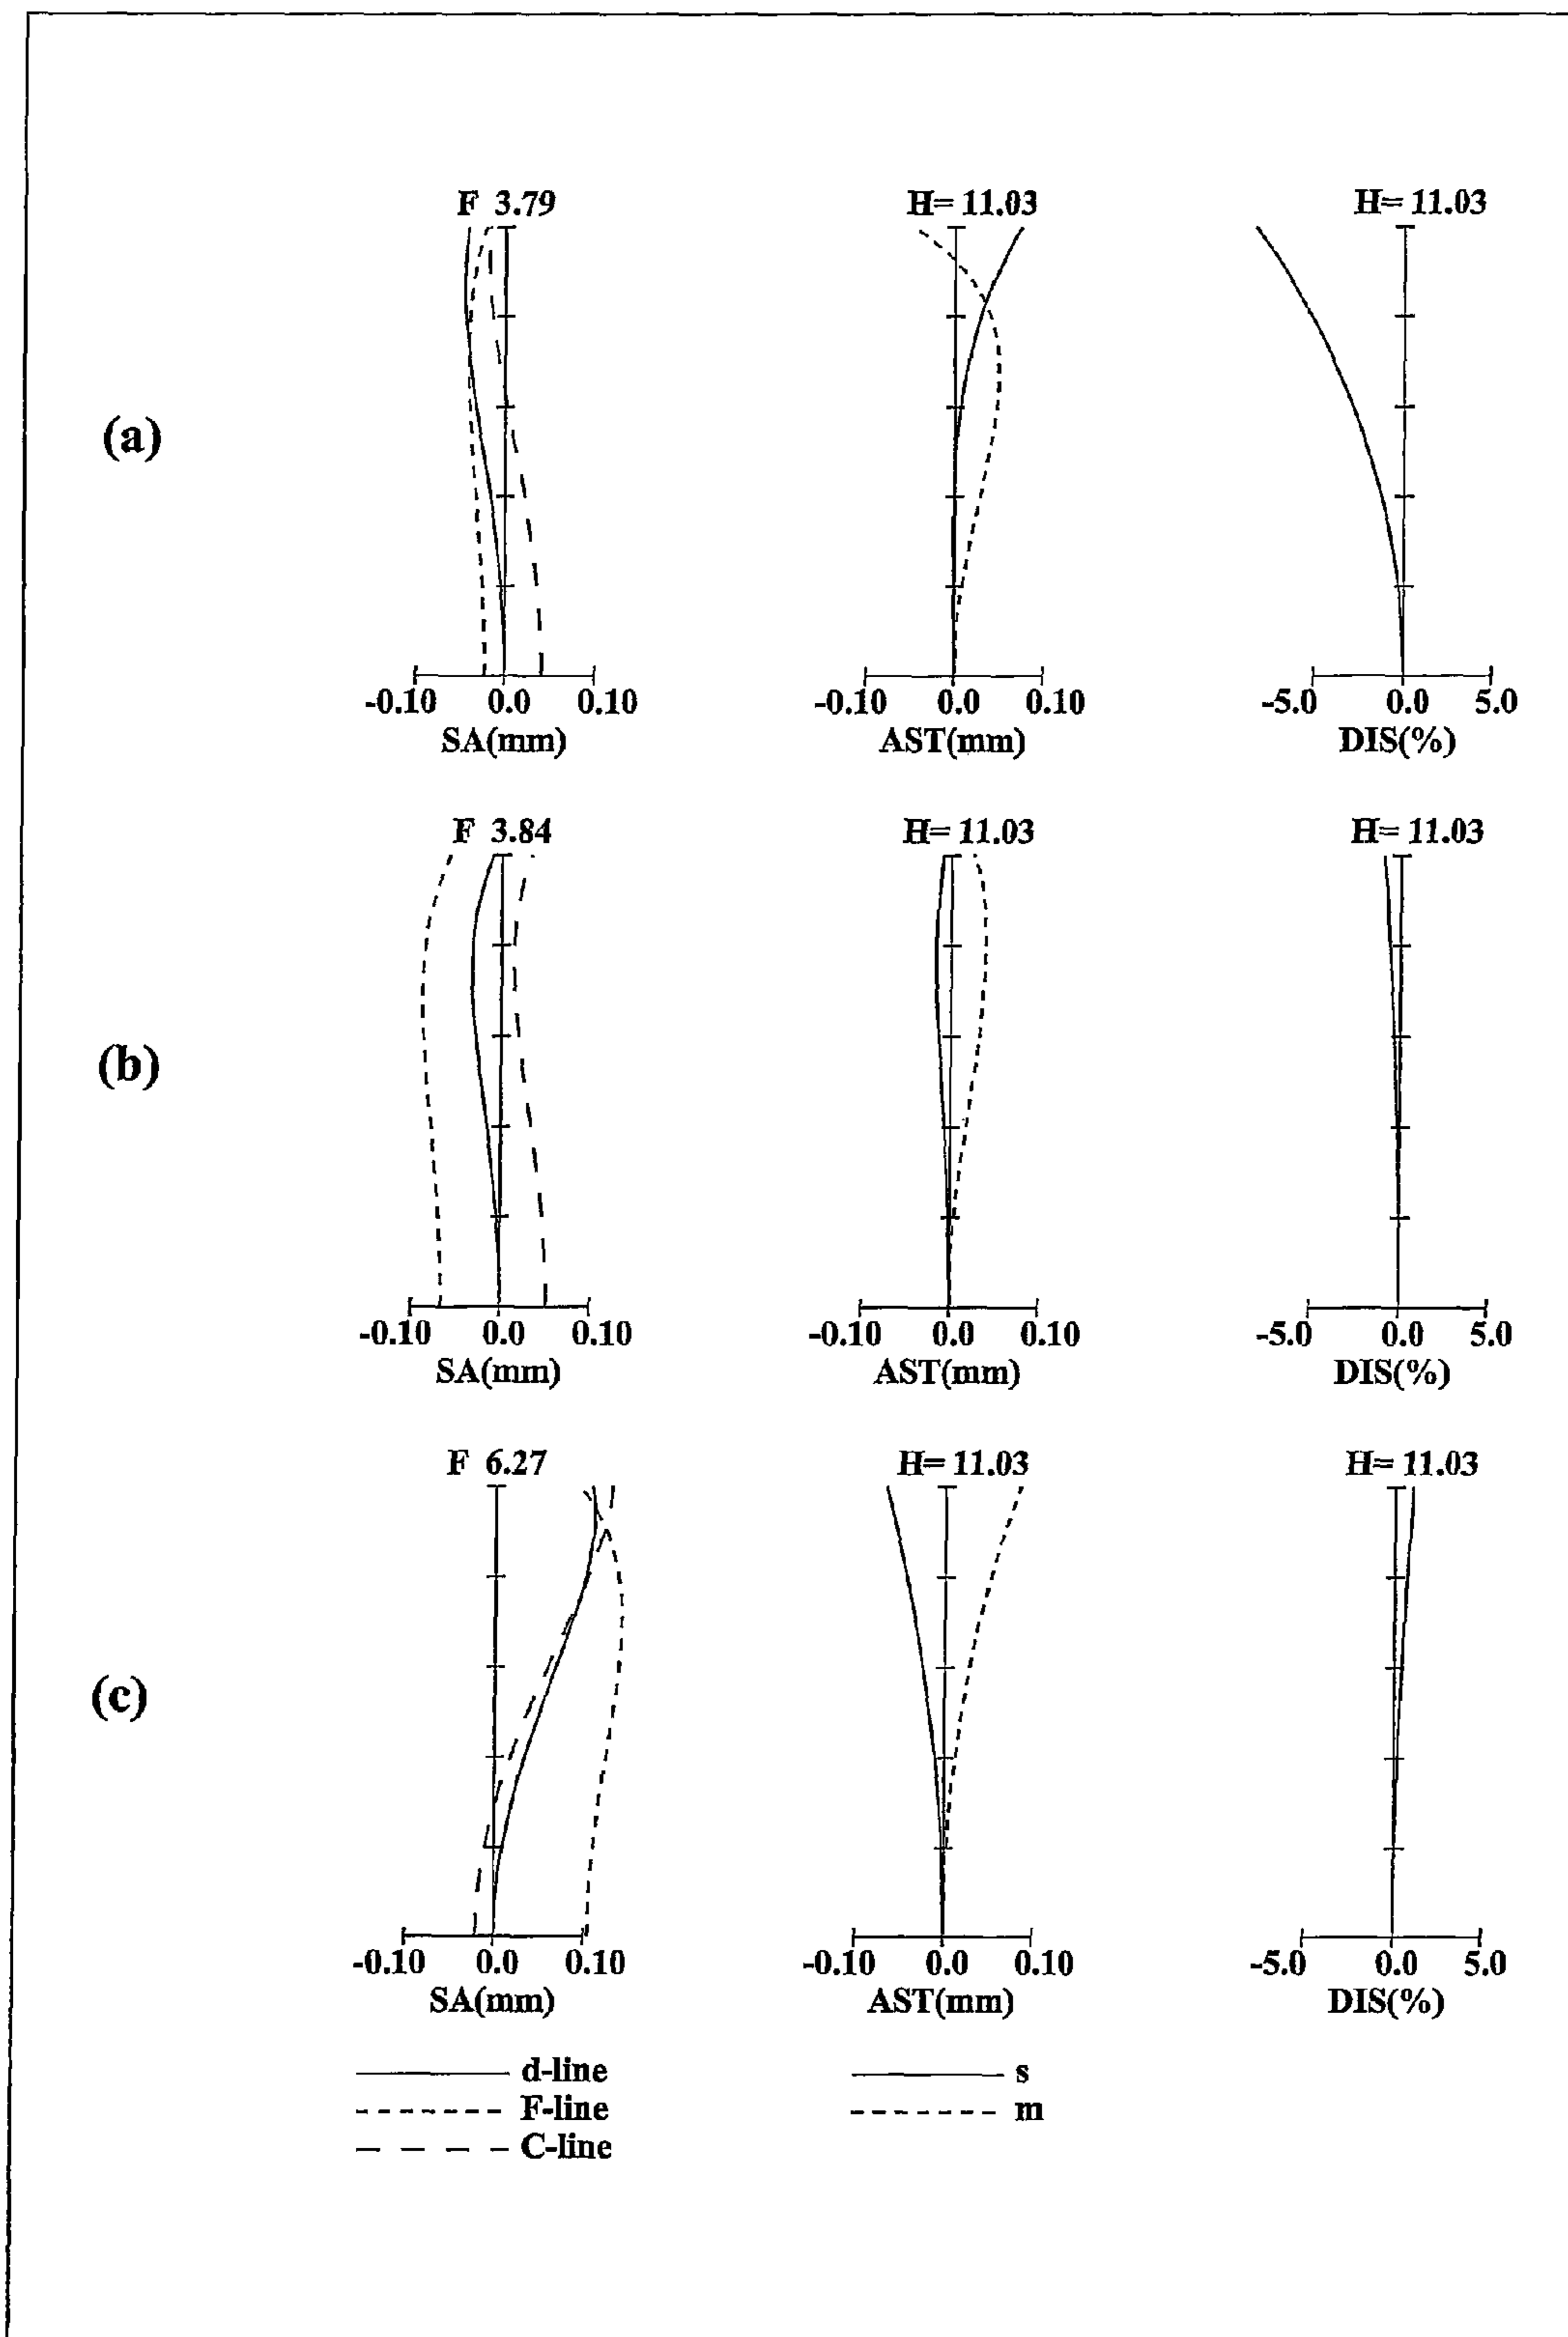 F 3.79 H= 11.03 H= 11.03
(a)
-0.10 0.0 0.10 -0.10 0.0 0.10 -5.0 0.0 5.0
SA(mm) AST(mm) DIS(%)
F 3.84 H= 11.03 H= 11.03
(b)
-0.10 0.0 0.10 -0.10 0.0 0.10 -5.0 0.0 5.0
SA(mm) AST(mm) DIS(%)
F 6.27 H= 11.03 H= 11.03
(c)
-0.10 0.0 0.10 -0.10 0.0 0.10 -5.0 0.0 5.0
SA(mm) AST(mm) DIS(%)
d-line s
F-line m
C-line